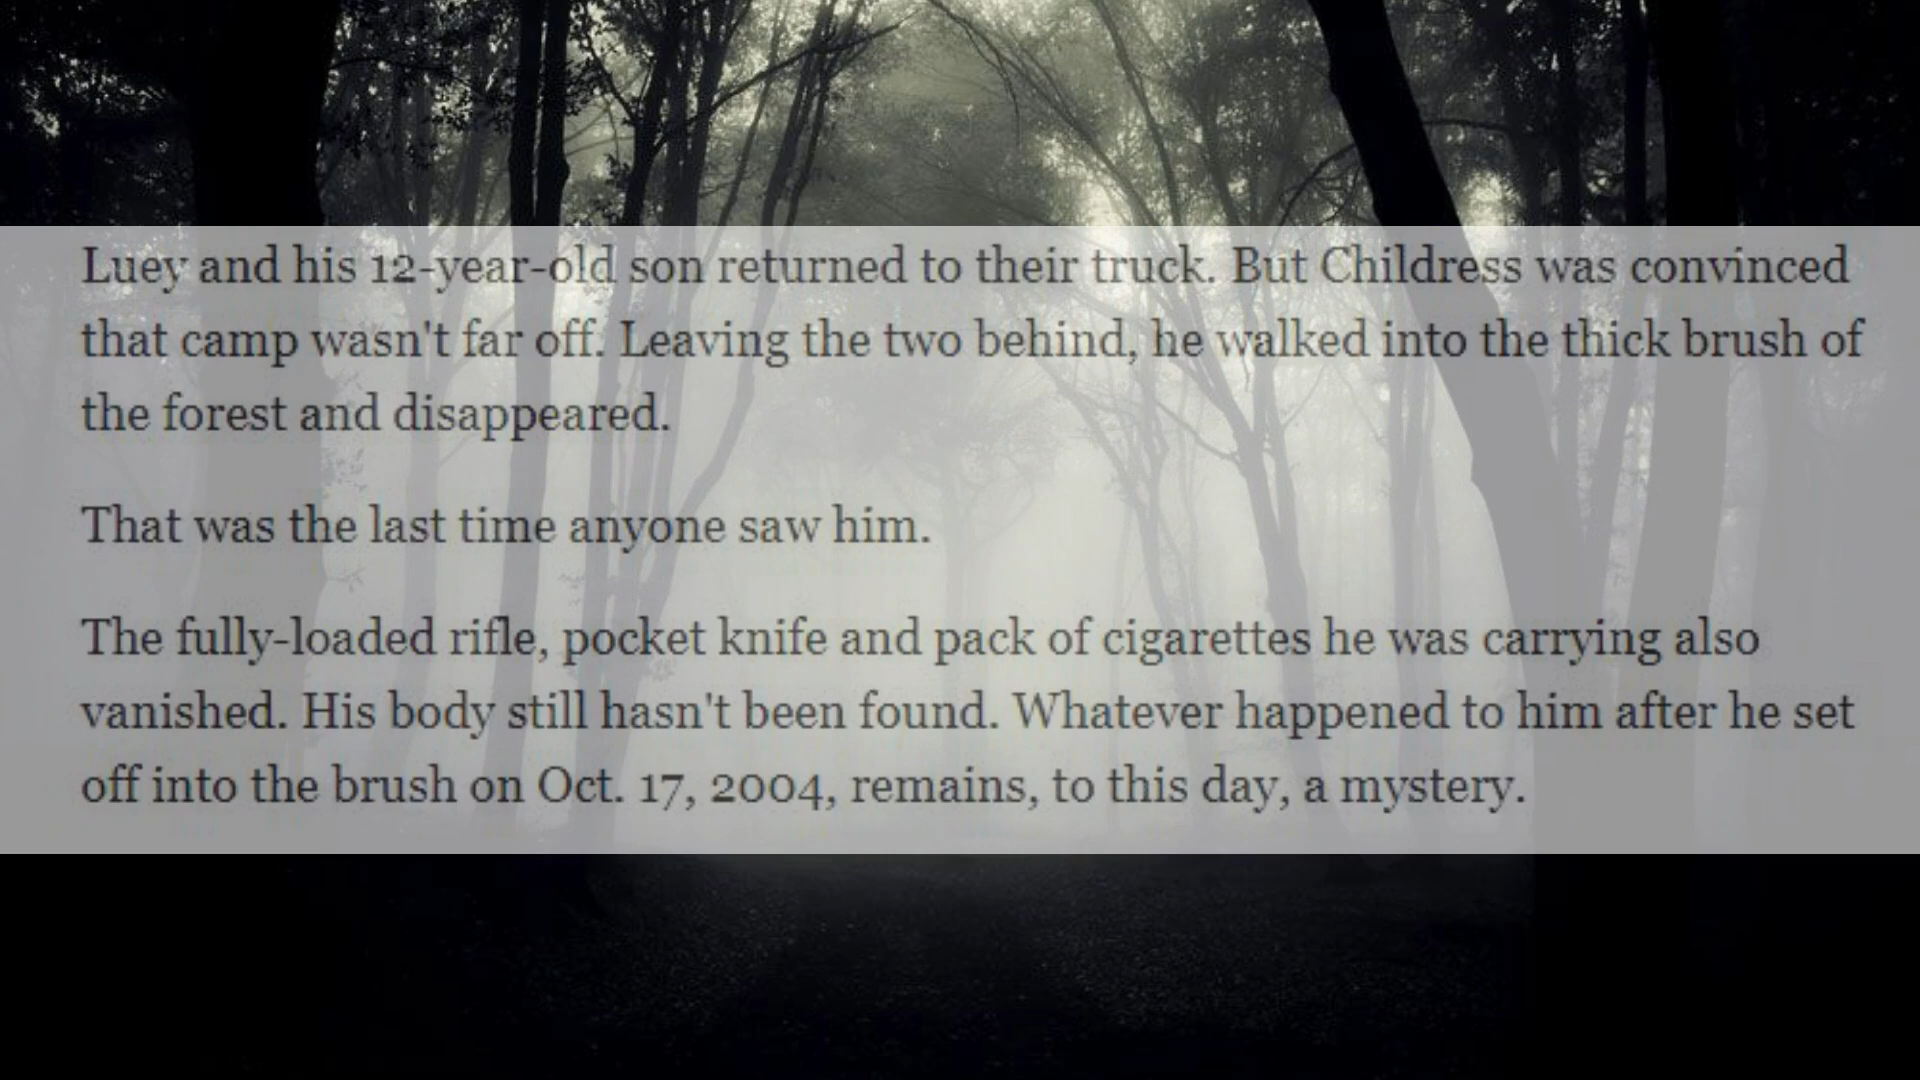 Luey and his 12-year-old son returned to their truck. But Childress was convinced
that camp wasn't far off. Leaving the two behind, he walked into the thick brush of
the forest and disappeared.
That was the last time anyone saw him.
The fully-loaded rifle, pocket knife and pack of cigarettes he was carrying also
vanished. His body still hasn't been found. Whatever happened to him after he set
off into the brush on Oct. 17, 2004, remains, to this day, a mystery.